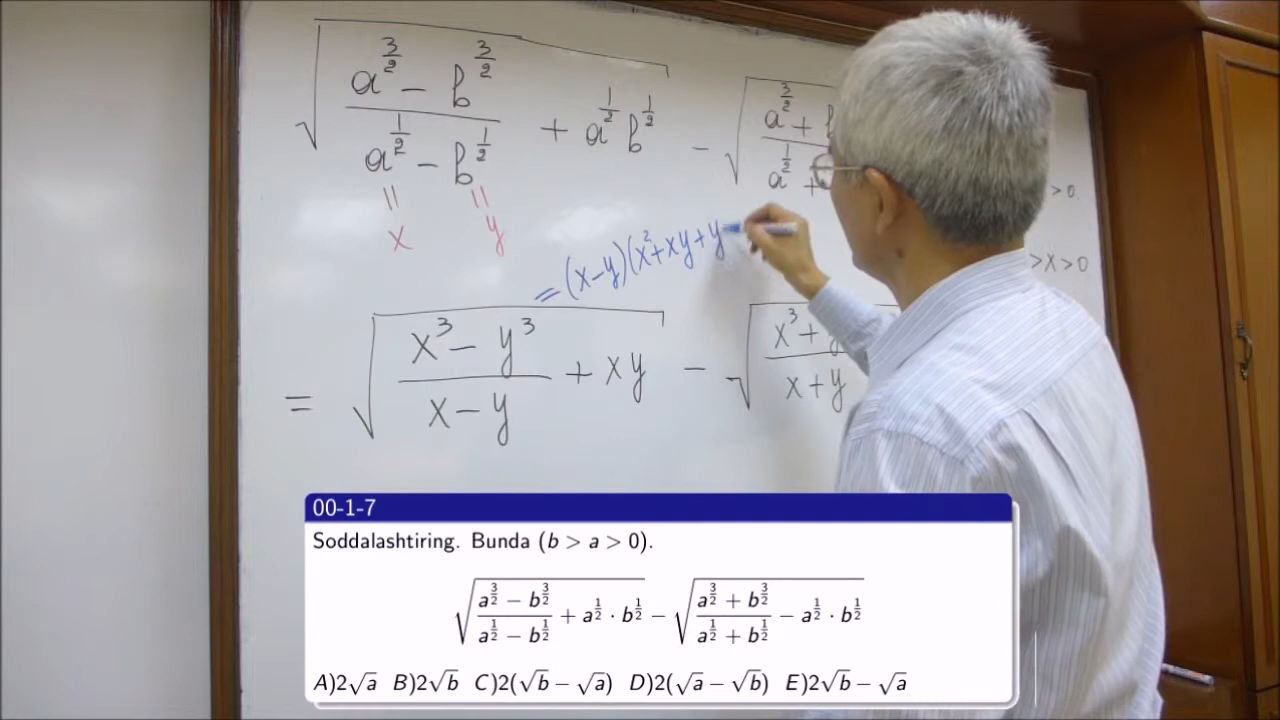 √((a^(3/2) − b^(3/2))/(a^(1/2) − b^(1/2)) + a^(1/2) b^(1/2)) − √((a^(3/2) + b
a^(1/2) +
> 0
= x = y
= (x−y)(x²+xy+y
> x > 0
= √((x³ − y³)/(x − y) + xy) − √((x³ + y
x + y
00-1-7
Soddalashtiring. Bunda (b > a > 0).
√((a^(3/2) − b^(3/2))/(a^(1/2) − b^(1/2)) + a^(1/2) · b^(1/2)) − √((a^(3/2) + b^(3/2))/(a^(1/2) + b^(1/2)) − a^(1/2) · b^(1/2))
A)2√a B)2√b C)2(√b − √a) D)2(√a − √b) E)2√b − √a